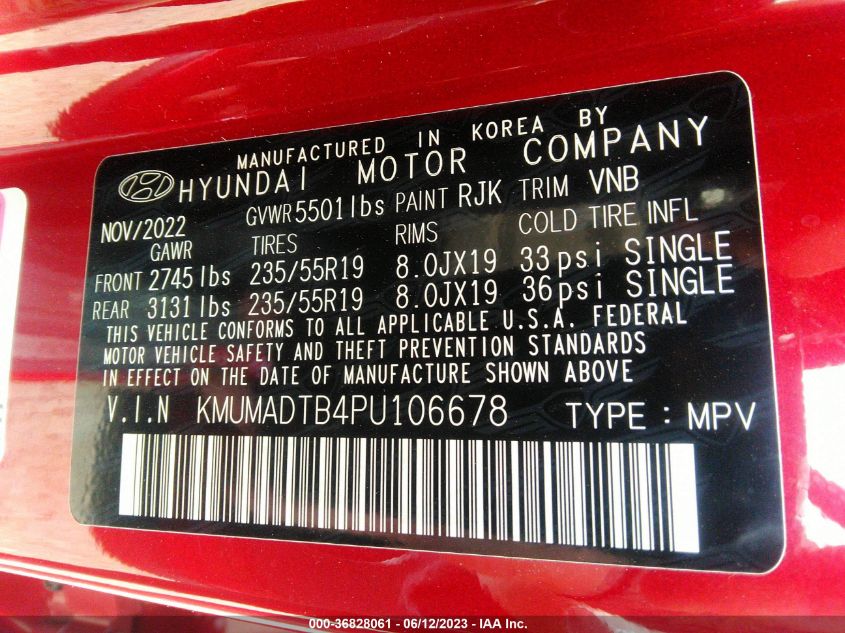 MANUFACTURED IN KOREA BY
HYUNDAI MOTOR COMPANY
NOV/2022 GVWR 5501lbs PAINT RJK TRIM VNB
GAWR TIRES RIMS COLD TIRE INFL
FRONT 2745 lbs 235/55R19 8.0JX19 33psi SINGLE
REAR 3131 lbs 235/55R19 8.0JX19 36psi SINGLE
THIS VEHICLE CONFORMS TO ALL APPLICABLE U.S.A. FEDERAL
MOTOR VEHICLE SAFETY AND THEFT PREVENTION STANDARDS
IN EFFECT ON THE DATE OF MANUFACTURE SHOWN ABOVE
V.I.N KMUMADTB4PU106678 TYPE: MPV
000-36828061 - 06/12/2023 - IAA Inc.